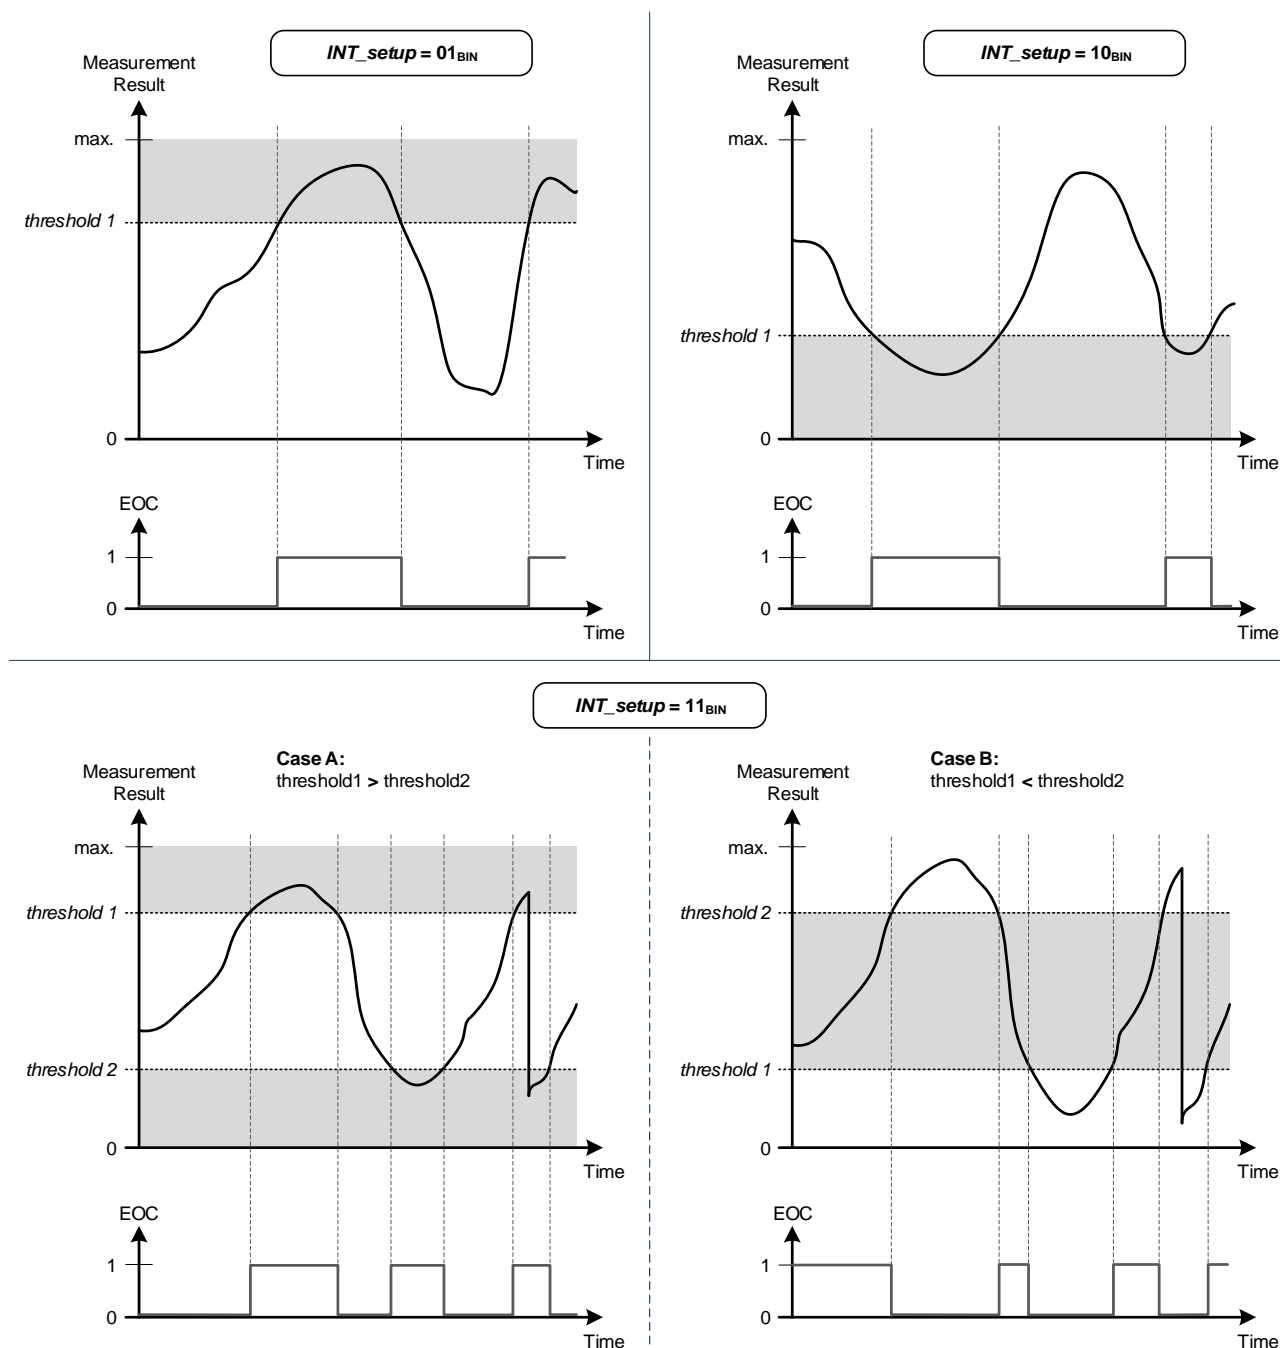 INT_setup = 01BIN
Measurement
Result
max.
threshold 1
0
Time
EOC
1
0
Time
INT_setup = 10BIN
Measurement
Result
max.
threshold 1
0
Time
EOC
1
0
Time
INT_setup = 11BIN
Case A:
threshold1 > threshold2
Measurement
Result
max.
threshold 1
threshold 2
0
Time
EOC
1
0
Time
Case B:
threshold1 < threshold2
Measurement
Result
max.
threshold 2
threshold 1
0
Time
EOC
1
0
Time